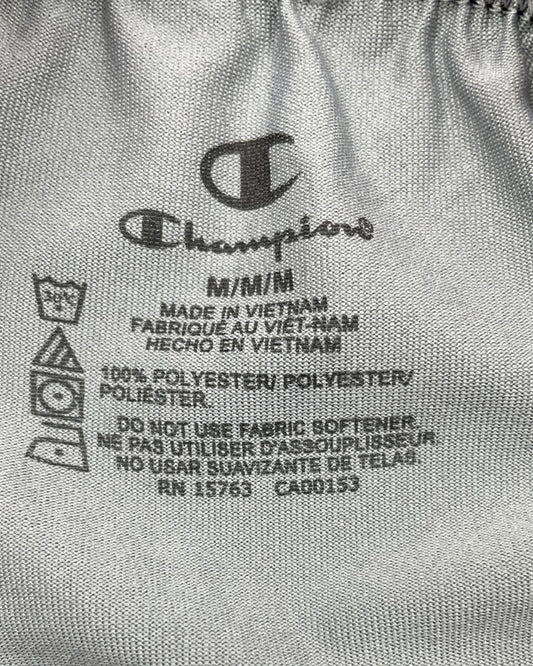 Champion
M/M/M
MADE IN VIETNAM
FABRIQUÉ AU VIÊT-NAM
HECHO EN VIETNAM
30°C
100% POLYESTER/ POLYESTER/
POLIÉSTER.
DO NOT USE FABRIC SOFTENER.
NE PAS UTILISER D'ASSOUPLISSEUR.
NO USAR SUAVIZANTE DE TELAS.
RN 15763 CA00153